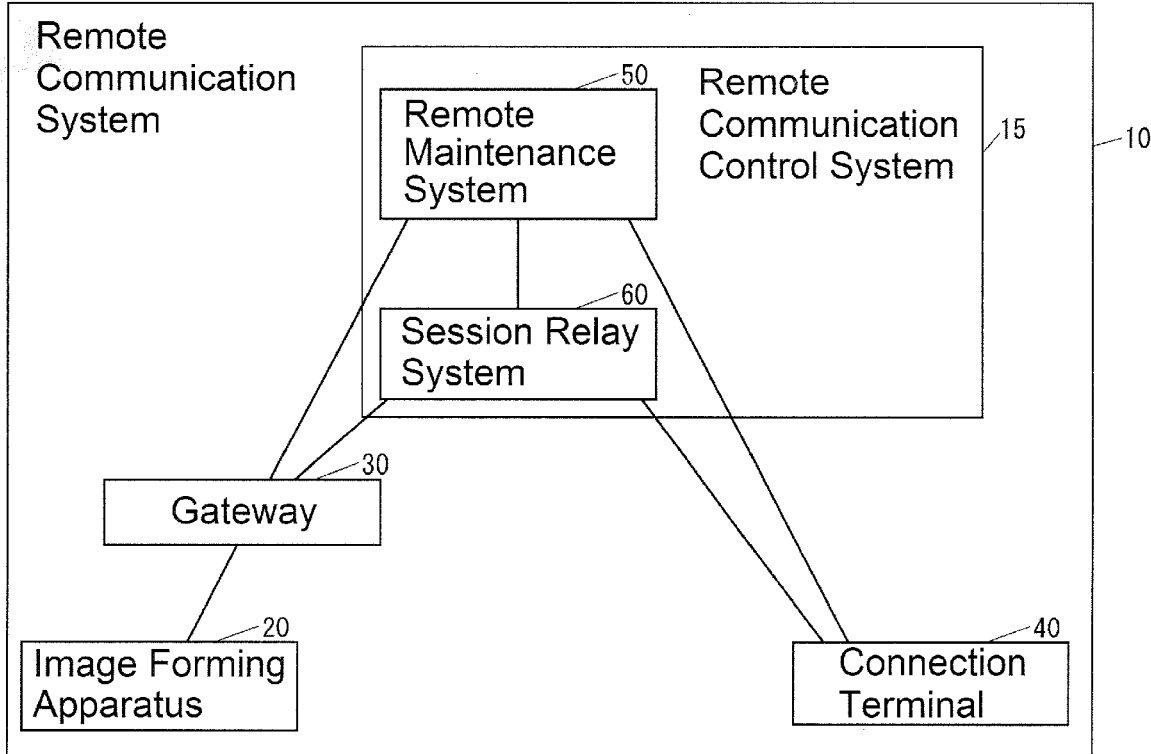 Remote
Communication
System
50
Remote
Maintenance
System
Remote
Communication
Control System
15
10
60
Session Relay
System
30
Gateway
20
Image Forming
Apparatus
40
Connection
Terminal